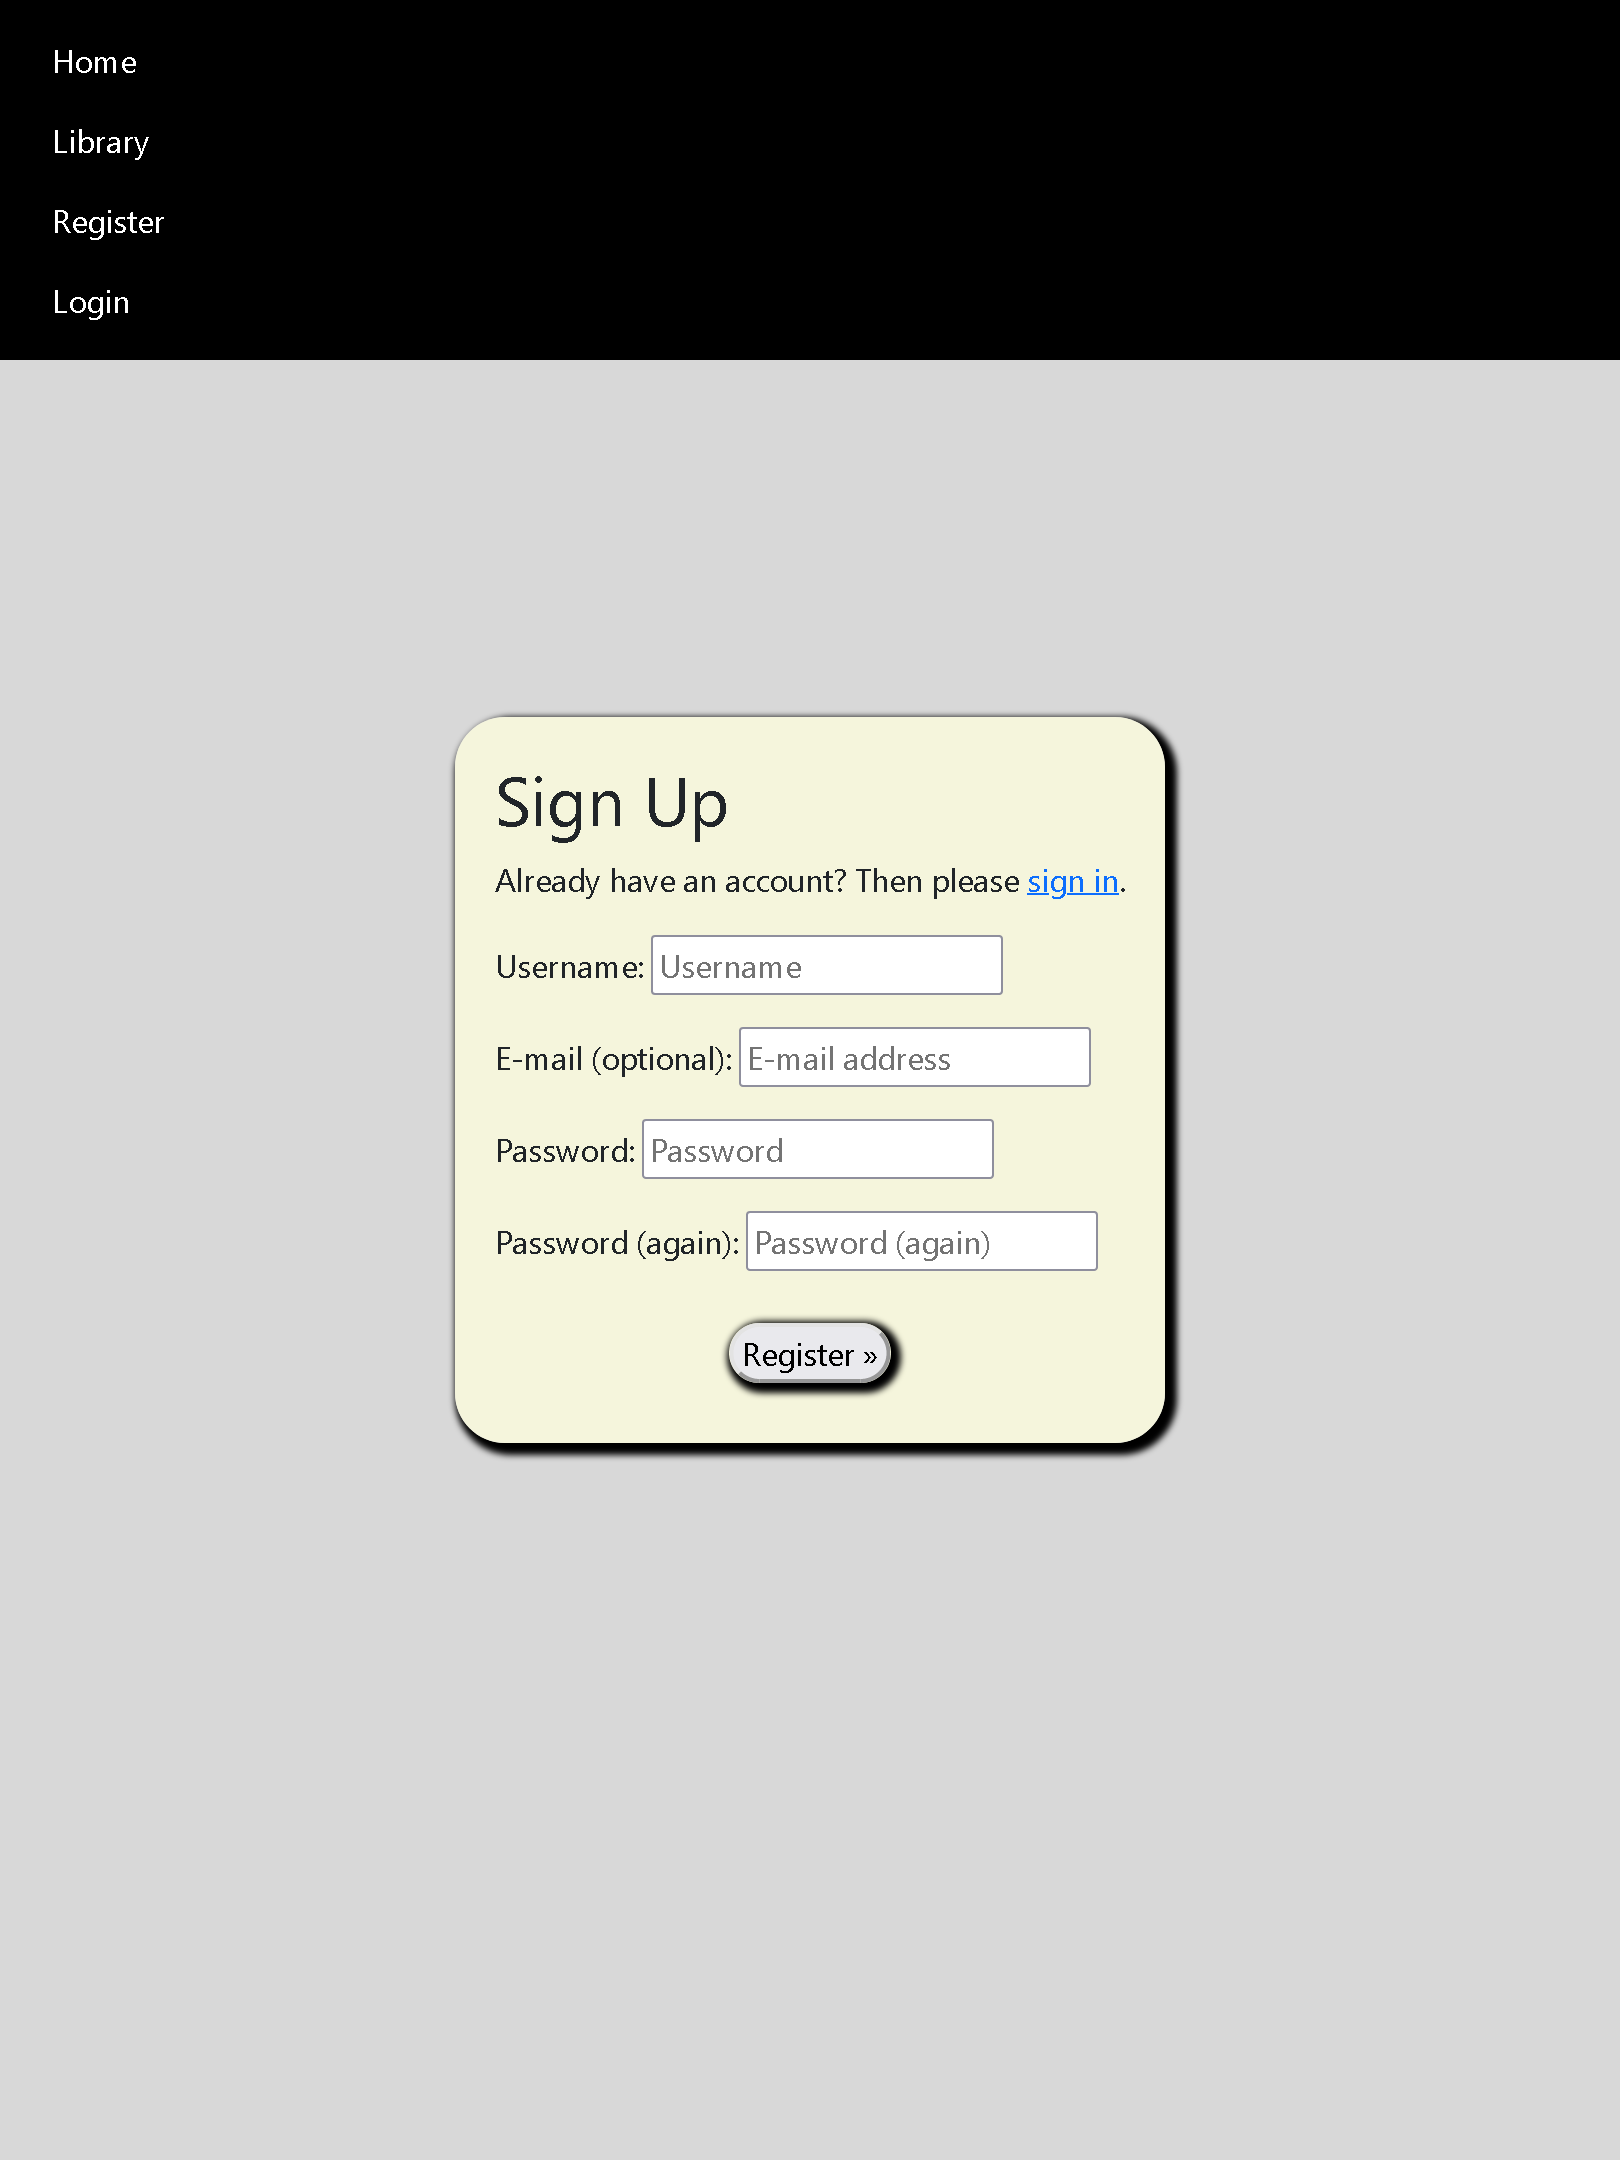 Home
Library
Register
Login
Sign Up
Already have an account? Then please sign in.
Username: Username
E-mail (optional): E-mail address
Password: Password
Password (again): Password (again)
Register »